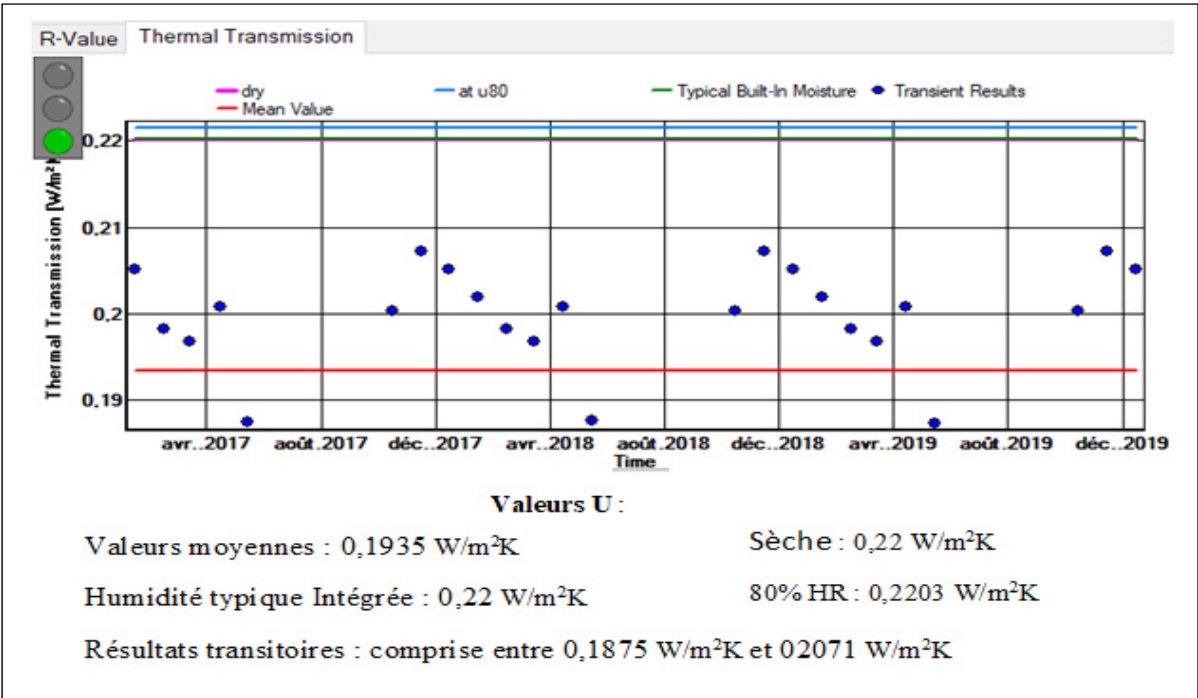 R-Value Thermal Transmission
dry at u80 Typical Built-In Moisture Transient Results
Mean Value
Thermal Transmission [W/m²K
0,22
0,21
0,2
0,19
avr..2017 août.2017 déc..2017 avr..2018 août.2018 déc..2018 avr..2019 août.2019 déc..2019
Time
Valeurs U :
Valeurs moyennes : 0,1935 W/m²K Sèche : 0,22 W/m²K
Humidité typique Intégrée : 0,22 W/m²K 80% HR : 0,2203 W/m²K
Résultats transitoires : comprise entre 0,1875 W/m²K et 02071 W/m²K